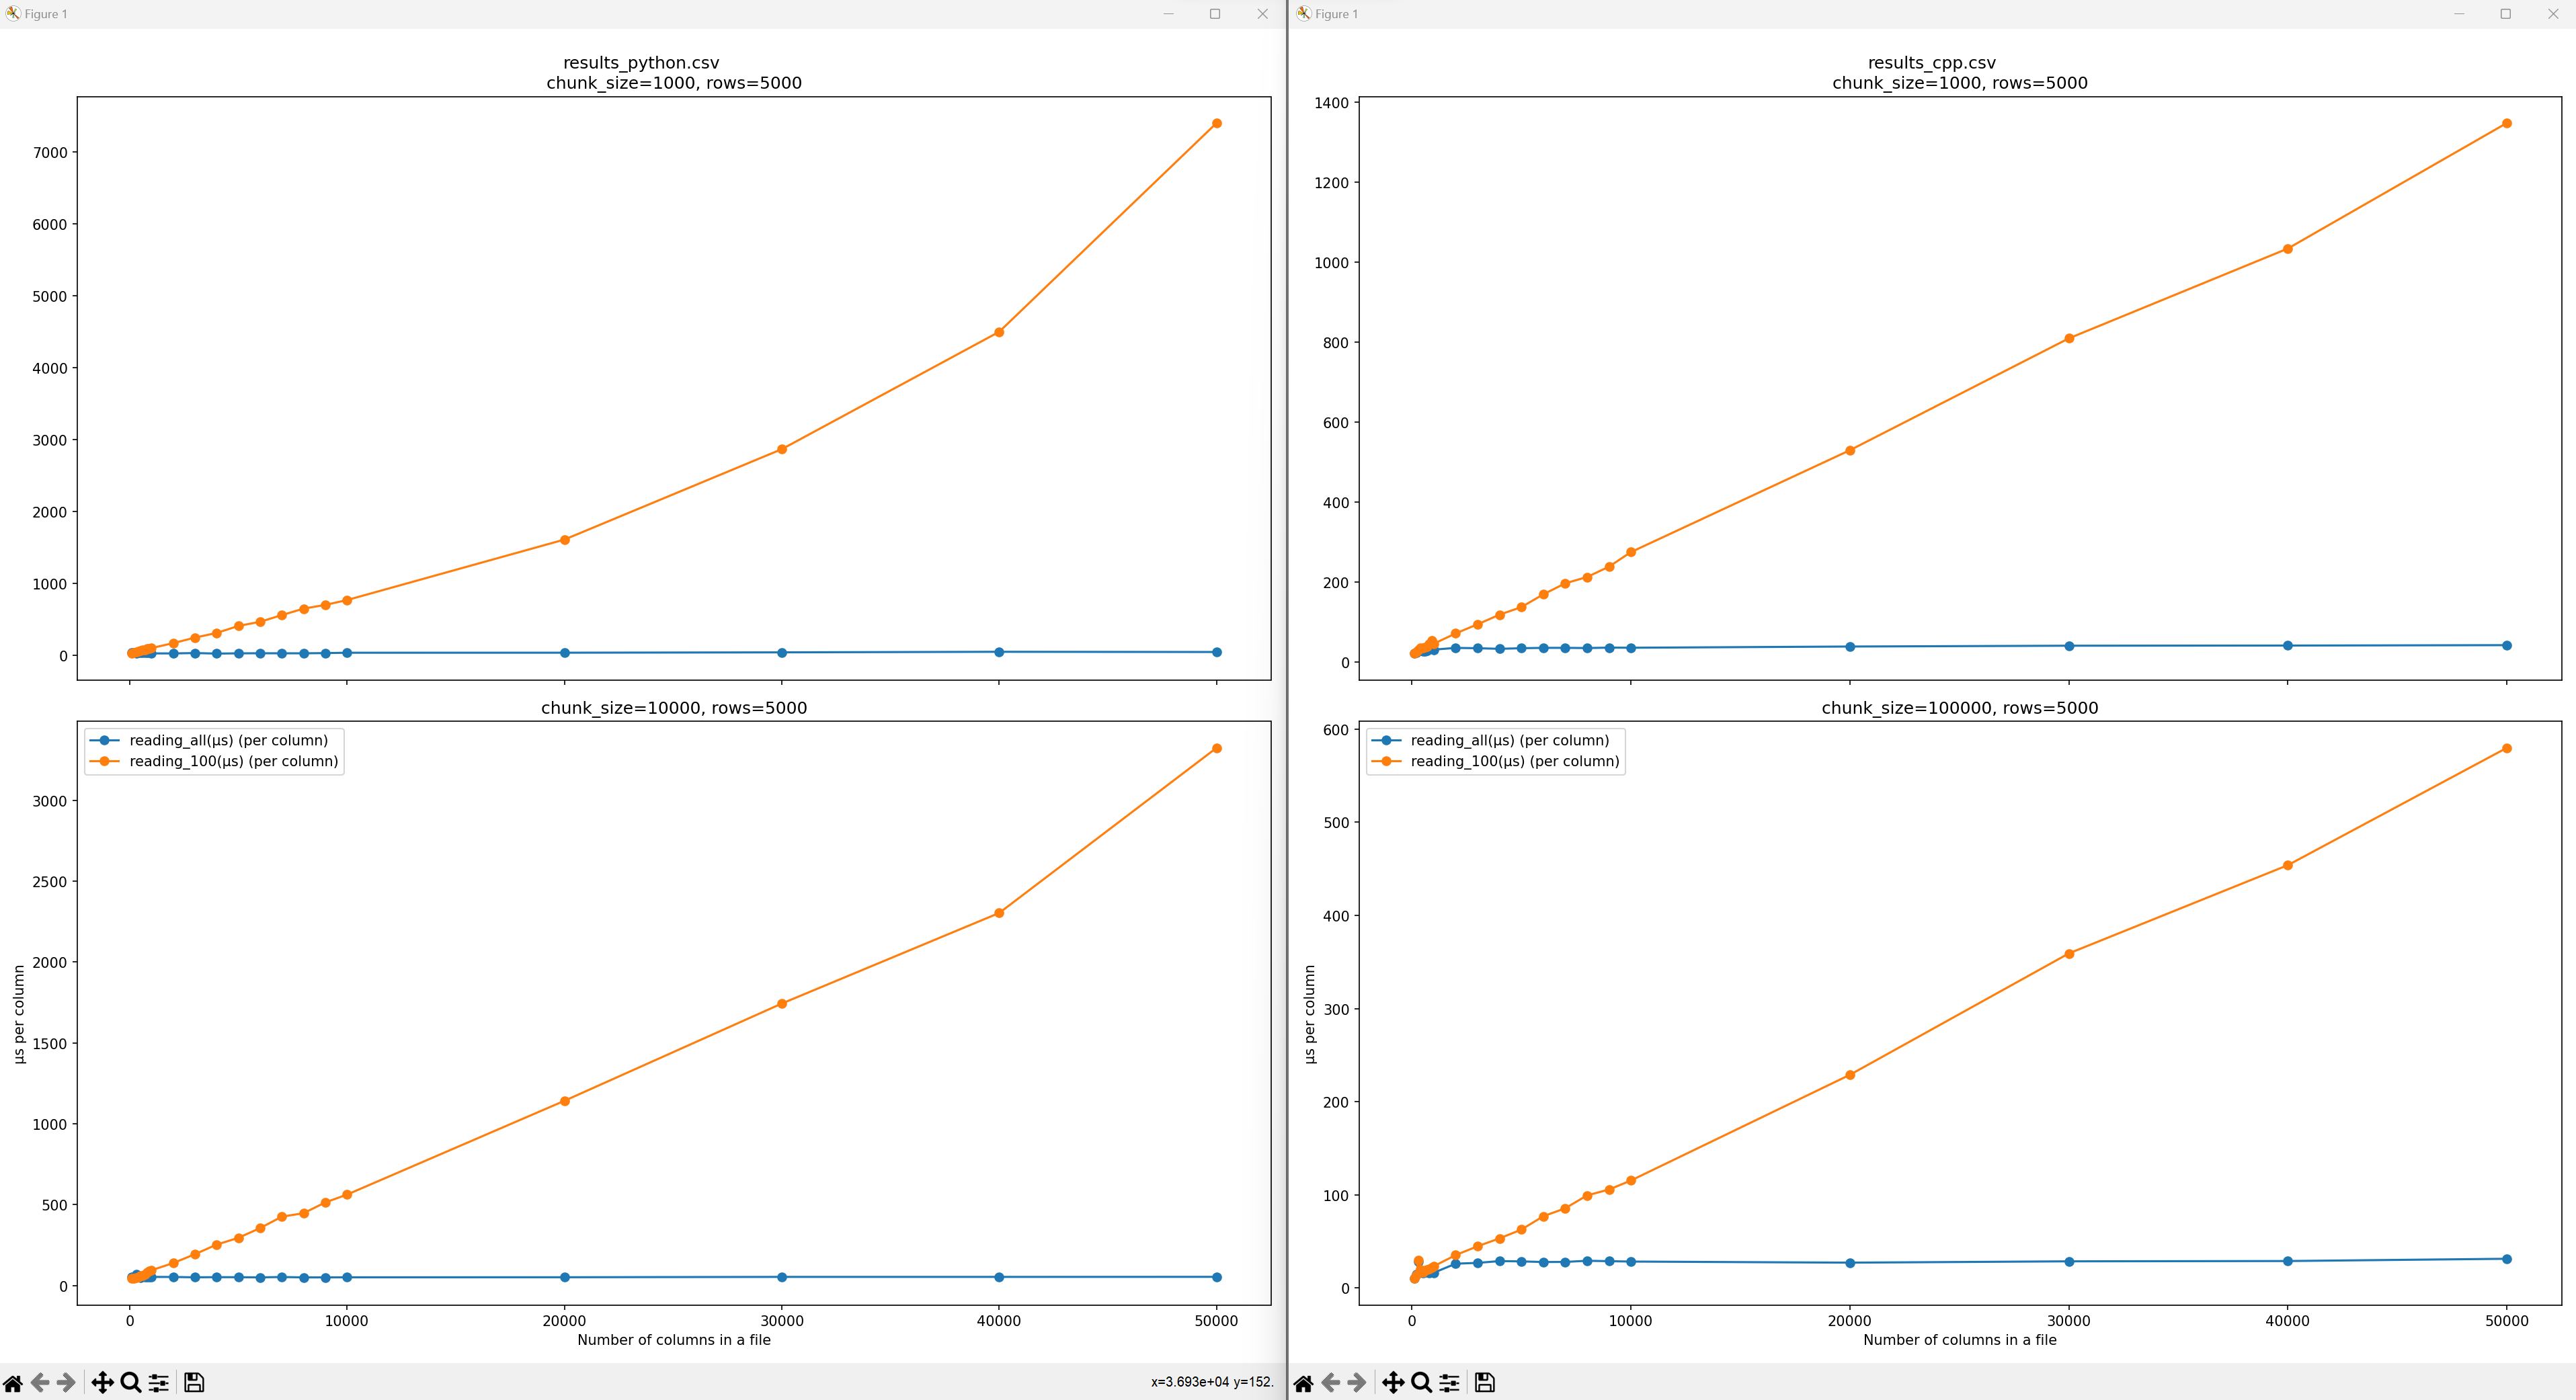 Figure 1
results_python.csv
chunk_size=1000, rows=5000
7000
6000
5000
4000
3000
2000
1000
0
chunk_size=10000, rows=5000
reading_all(µs) (per column)
reading_100(µs) (per column)
3000
2500
2000
1500
1000
500
0
µs per column
0 10000 20000 30000 40000 50000
Number of columns in a file
x=3.693e+04 y=152.
Figure 1
results_cpp.csv
chunk_size=1000, rows=5000
1400
1200
1000
800
600
400
200
0
chunk_size=100000, rows=5000
reading_all(µs) (per column)
reading_100(µs) (per column)
600
500
400
300
200
100
0
µs per column
0 10000 20000 30000 40000 50000
Number of columns in a file